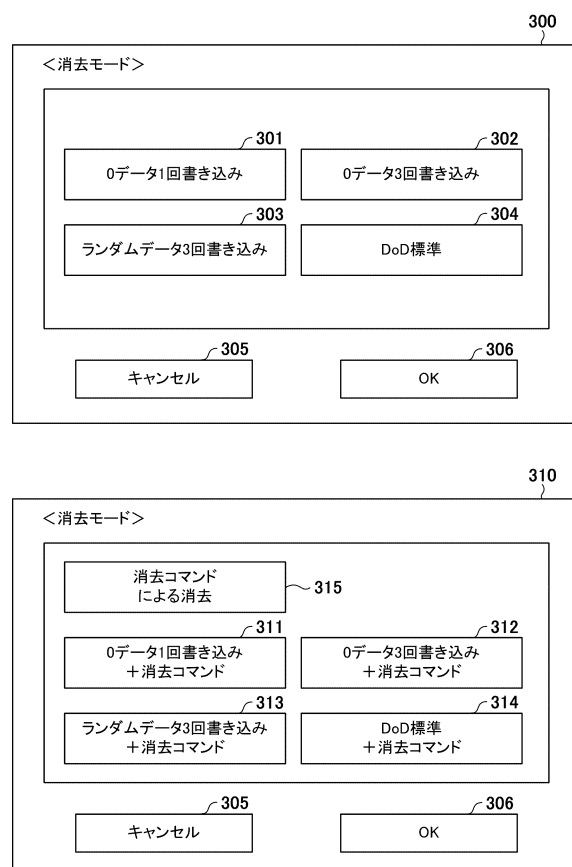 300
<消去モード>
301
302
0データ1回書き込み
0データ3回書き込み
303
304
ランダムデータ3回書き込み
DoD標準
305
306
キャンセル
OK
310
<消去モード>
消去コマンド
による消去
315
311
312
0データ1回書き込み
+消去コマンド
0データ3回書き込み
+消去コマンド
313
314
ランダムデータ3回書き込み
+消去コマンド
DoD標準
+消去コマンド
305
306
キャンセル
OK